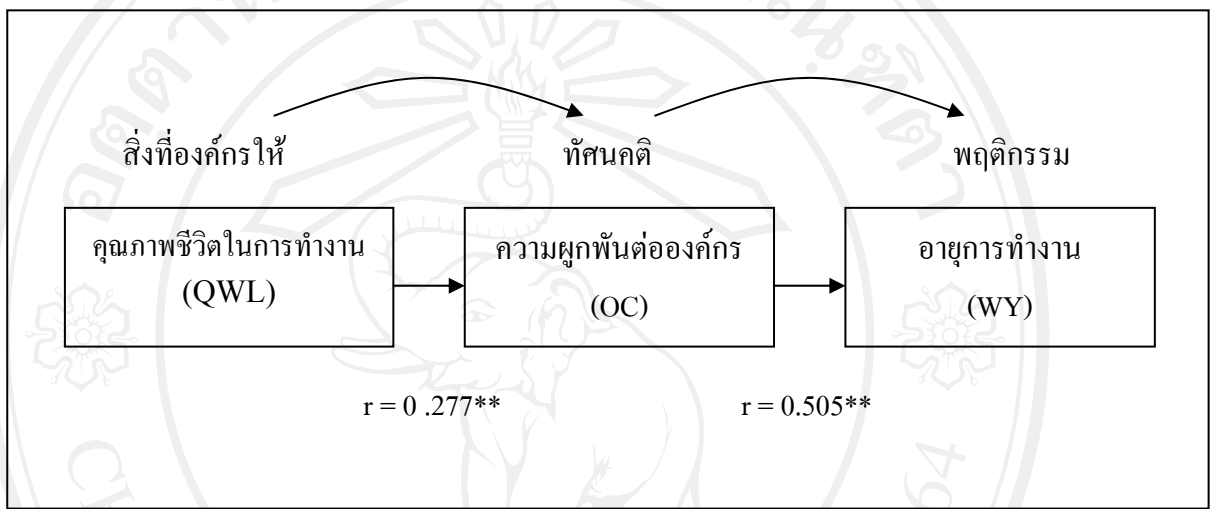 สิ่งที่องค์กรให้
ทัศนคติ
พฤติกรรม
คุณภาพชีวิตในการทำงาน
(QWL)
ความผูกพันต่อองค์กร
(OC)
อายุการทำงาน
(WY)
r = 0 .277**
r = 0.505**